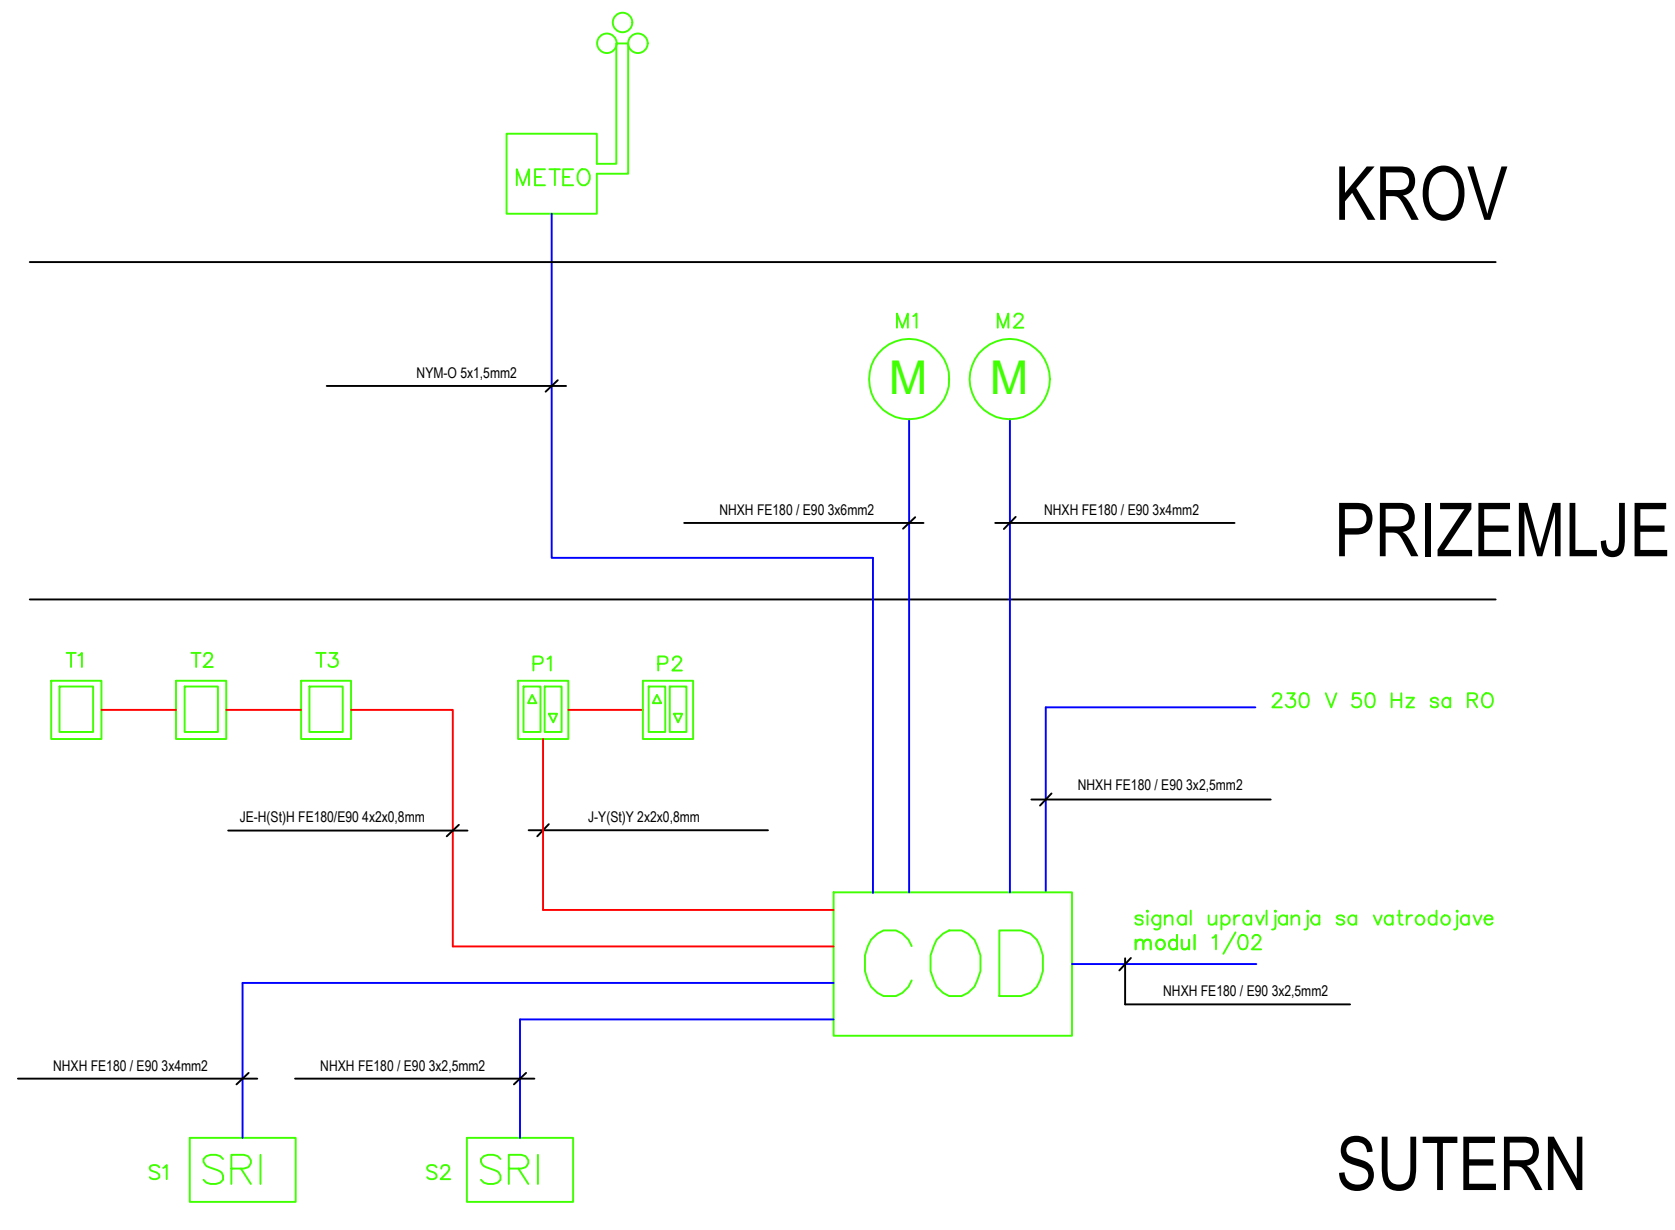 METEO
KROV
M1
M2
M
M
NYM-O 5x1,5mm2
NHXH FE180 / E90 3x6mm2
NHXH FE180 / E90 3x4mm2
PRIZEMLJE
T1
T2
T3
P1
P2
230 V 50 Hz sa RO
NHXH FE180 / E90 3x2,5mm2
JE-H(St)H FE180/E90 4x2x0,8mm
J-Y(St)Y 2x2x0,8mm
COD
signal upravljanja sa vatrodojave
modul 1/02
NHXH FE180 / E90 3x2,5mm2
NHXH FE180 / E90 3x4mm2
NHXH FE180 / E90 3x2,5mm2
S1
SRI
S2
SRI
SUTERN